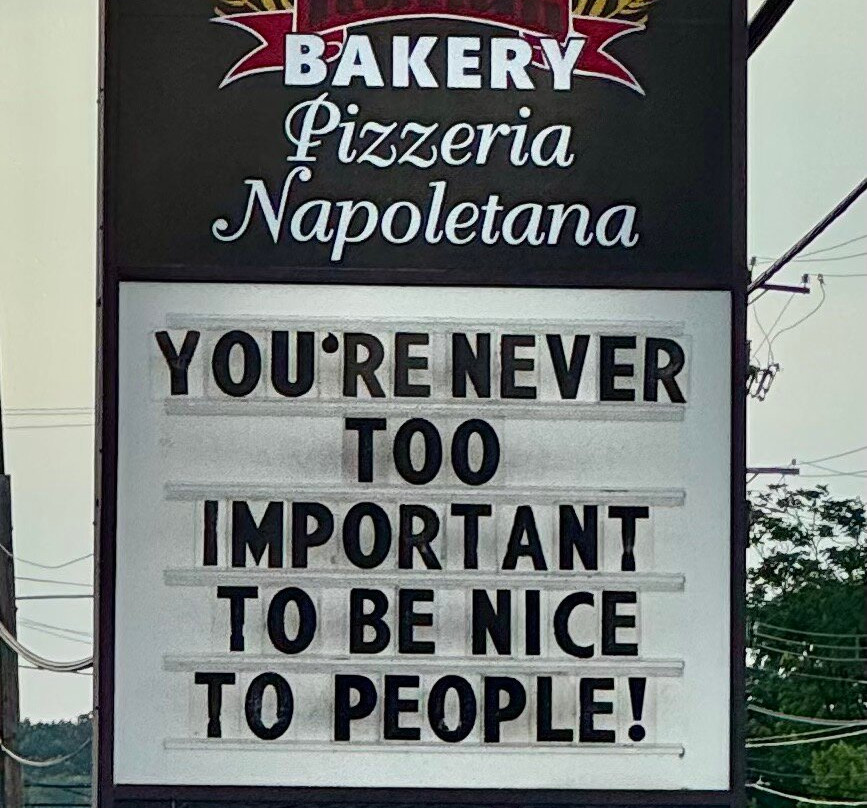 BAKERY
Pizzeria
Napoletana
YOU'RE NEVER
TOO
IMPORTANT
TO BE NICE
TO PEOPLE!